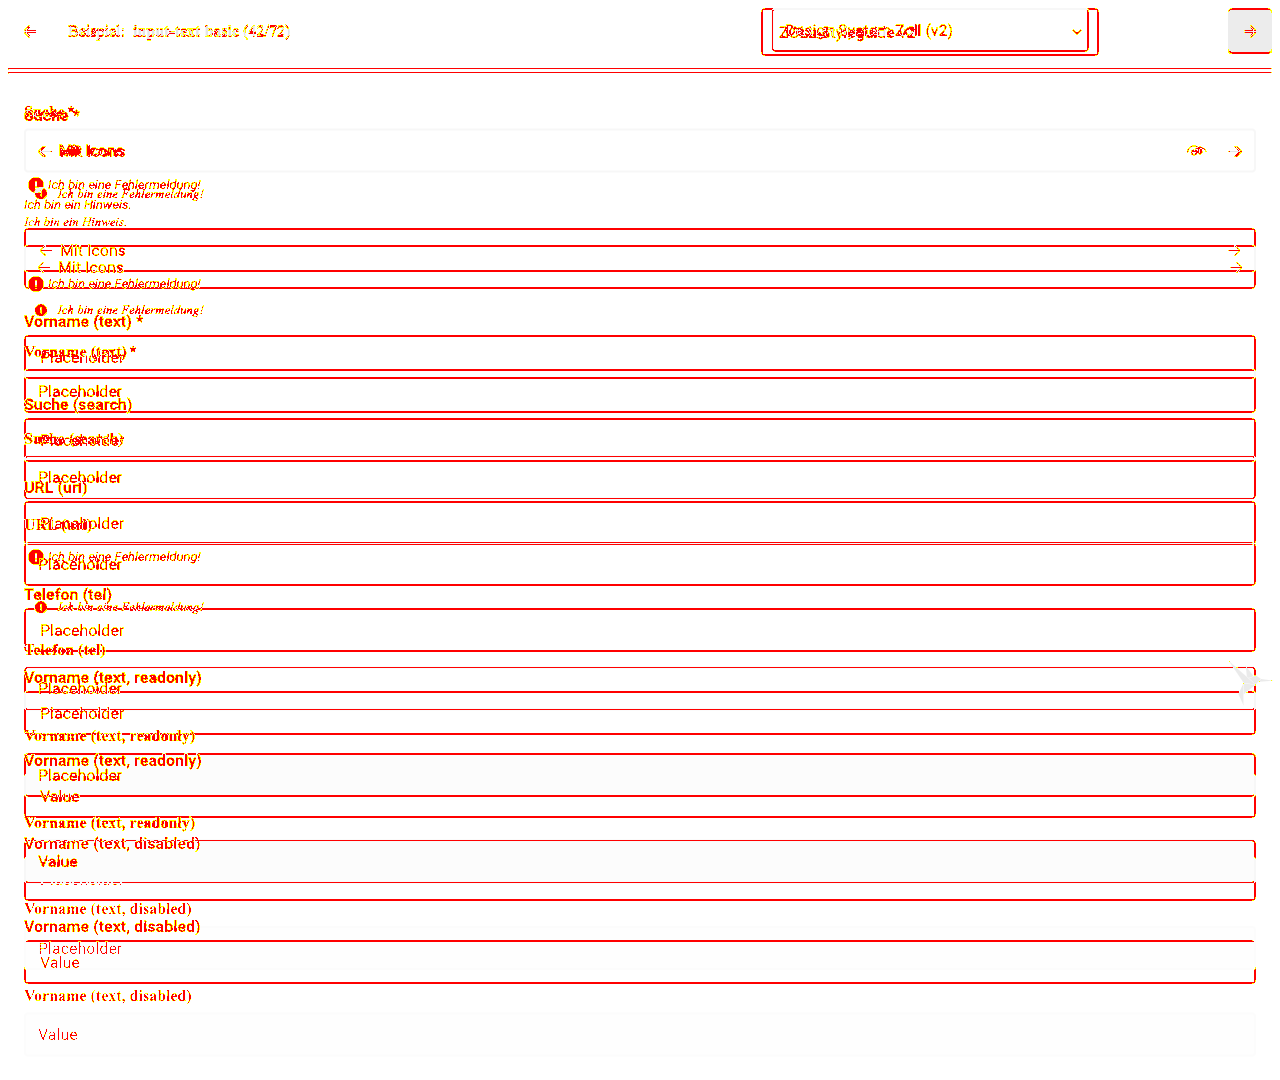 Beispiel: input-text basic (42/72)
Design System Zoll (v2)
Suche *
Suche *
Mit Icons
Ich bin eine Fehlermeldung!
Ich bin eine Fehlermeldung!
Ich bin ein Hinweis.
Ich bin ein Hinweis.
Mit Icons
Mit Icons
Ich bin eine Fehlermeldung!
Ich bin eine Fehlermeldung!
Vorname (text) *
Vorname (text) *
Placeholder
Placeholder
Suche (search)
Suche (search)
Placeholder
Placeholder
URL (url)
URL (url)
Placeholder
Ich bin eine Fehlermeldung!
Placeholder
Telefon (tel)
Ich bin eine Fehlermeldung!
Placeholder
Telefon (tel)
Vorname (text, readonly)
Placeholder
Placeholder
Vorname (text, readonly)
Vorname (text, readonly)
Placeholder
Value
Vorname (text, readonly)
Vorname (text, disabled)
Value
Vorname (text, disabled)
Vorname (text, disabled)
Placeholder
Value
Vorname (text, disabled)
Value